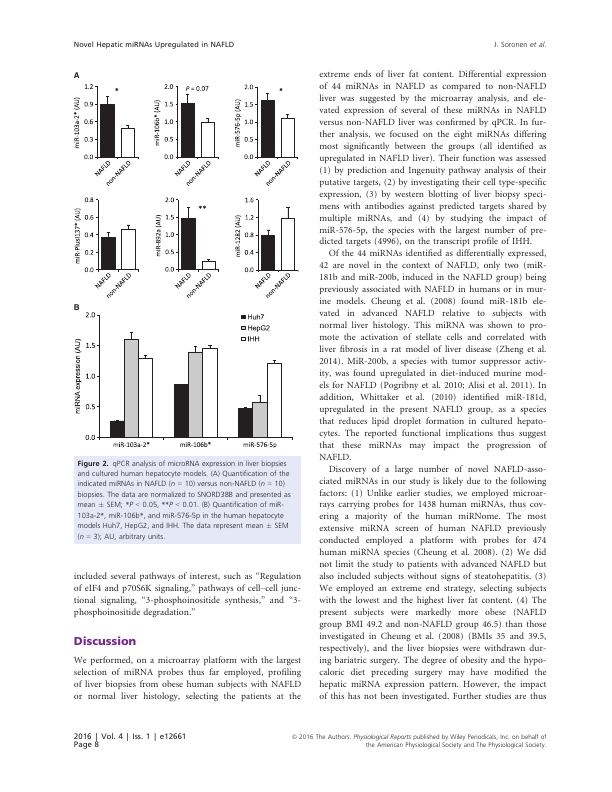 Novel Hepatic miRNAs Upregulated in NAFLD
J. Soronen et al.
A
miR-103a-2* (AU)
1.2
0.9
0.6
0.3
0.0
*
NAFLD
non-NAFLD
miR-106b* (AU)
2.0
1.5
1.0
0.5
0.0
P = 0.07
NAFLD
non-NAFLD
miR-576-5p (AU)
2.0
1.5
1.0
0.5
0.0
*
NAFLD
non-NAFLD
miR-Plus1137* (AU)
0.8
0.6
0.4
0.2
0.0
NAFLD
non-NAFLD
miR-892a (AU)
2.0
1.5
1.0
0.5
0.0
**
NAFLD
non-NAFLD
miR-1282 (AU)
1.6
1.2
0.8
0.4
0.0
NAFLD
non-NAFLD
B
miRNA expression (AU)
2.0
1.5
1.0
0.5
0.0
Huh7
HepG2
IHH
miR-103a-2*
miR-106b*
miR-576-5p
Figure 2. qPCR analysis of microRNA expression in liver biopsies
and cultured human hepatocyte models. (A) Quantification of the
indicated miRNAs in NAFLD (n = 10) versus non-NAFLD (n = 10)
biopsies. The data are normalized to SNORD38B and presented as
mean ± SEM; *P < 0.05, **P < 0.01. (B) Quantification of miR-
103a-2*, miR-106b*, and miR-576-5p in the human hepatocyte
models Huh7, HepG2, and IHH. The data represent mean ± SEM
(n = 3); AU, arbitrary units.
included several pathways of interest, such as “Regulation
of eIF4 and p70S6K signaling,” pathways of cell–cell junc-
tional signaling, “3-phosphoinositide synthesis,” and “3-
phosphoinositide degradation.”
Discussion
We performed, on a microarray platform with the largest
selection of miRNA probes thus far employed, profiling
of liver biopsies from obese human subjects with NAFLD
or normal liver histology, selecting the patients at the
extreme ends of liver fat content. Differential expression
of 44 miRNAs in NAFLD as compared to non-NAFLD
liver was suggested by the microarray analysis, and ele-
vated expression of several of these miRNAs in NAFLD
versus non-NAFLD liver was confirmed by qPCR. In fur-
ther analysis, we focused on the eight miRNAs differing
most significantly between the groups (all identified as
upregulated in NAFLD liver). Their function was assessed
(1) by prediction and Ingenuity pathway analysis of their
putative targets, (2) by investigating their cell type-specific
expression, (3) by western blotting of liver biopsy speci-
mens with antibodies against predicted targets shared by
multiple miRNAs, and (4) by studying the impact of
miR-576-5p, the species with the largest number of pre-
dicted targets (4996), on the transcript profile of IHH.
Of the 44 miRNAs identified as differentially expressed,
42 are novel in the context of NAFLD, only two (miR-
181b and miR-200b, induced in the NAFLD group) being
previously associated with NAFLD in humans or in mur-
ine models. Cheung et al. (2008) found miR-181b ele-
vated in advanced NAFLD relative to subjects with
normal liver histology. This miRNA was shown to pro-
mote the activation of stellate cells and correlated with
liver fibrosis in a rat model of liver disease (Zheng et al.
2014). MiR-200b, a species with tumor suppressor activ-
ity, was found upregulated in diet-induced murine mod-
els for NAFLD (Pogribny et al. 2010; Alisi et al. 2011). In
addition, Whittaker et al. (2010) identified miR-181d,
upregulated in the present NAFLD group, as a species
that reduces lipid droplet formation in cultured hepato-
cytes. The reported functional implications thus suggest
that these miRNAs may impact the progression of
NAFLD.
Discovery of a large number of novel NAFLD-asso-
ciated miRNAs in our study is likely due to the following
factors: (1) Unlike earlier studies, we employed microar-
rays carrying probes for 1438 human miRNAs, thus cov-
ering a majority of the human miRNome. The most
extensive miRNA screen of human NAFLD previously
conducted employed a platform with probes for 474
human miRNA species (Cheung et al. 2008). (2) We did
not limit the study to patients with advanced NAFLD but
also included subjects without signs of steatohepatitis. (3)
We employed an extreme end strategy, selecting subjects
with the lowest and the highest liver fat content. (4) The
present subjects were markedly more obese (NAFLD
group BMI 49.2 and non-NAFLD group 46.5) than those
investigated in Cheung et al. (2008) (BMIs 35 and 39.5,
respectively), and the liver biopsies were withdrawn dur-
ing bariatric surgery. The degree of obesity and the hypo-
caloric diet preceding surgery may have modified the
hepatic miRNA expression pattern. However, the impact
of this has not been investigated. Further studies are thus
2016 | Vol. 4 | Iss. 1 | e12661
Page 8
© 2016 The Authors. Physiological Reports published by Wiley Periodicals, Inc. on behalf of
the American Physiological Society and The Physiological Society.